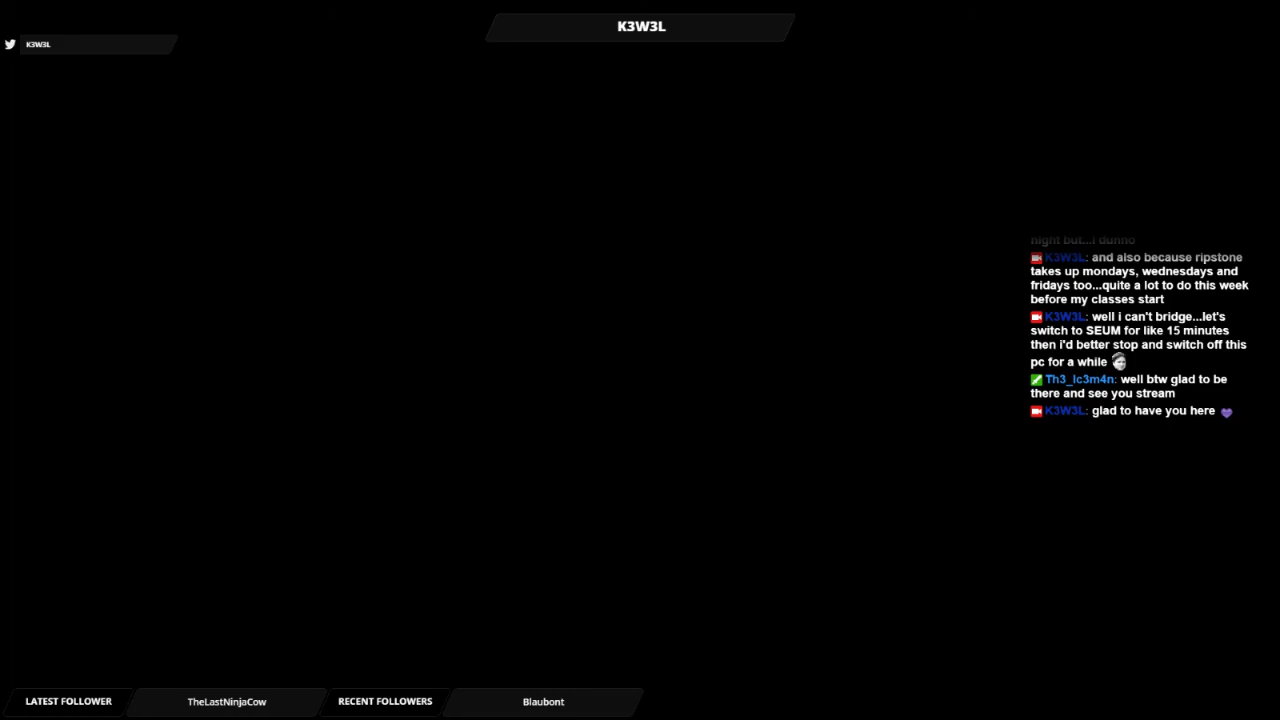 K3W3L
K3W3L
night but...i dunno
K3W3L: and also because ripstone
takes up mondays, wednesdays and
fridays too...quite a lot to do this week
before my classes start
K3W3L: well i can't bridge...let's
switch to SEUM for like 15 minutes
then i'd better stop and switch off this
pc for a while
Th3_Ic3m4n: well btw glad to be
there and see you stream
K3W3L: glad to have you here
LATEST FOLLOWER TheLastNinjaCow RECENT FOLLOWERS Blaubont